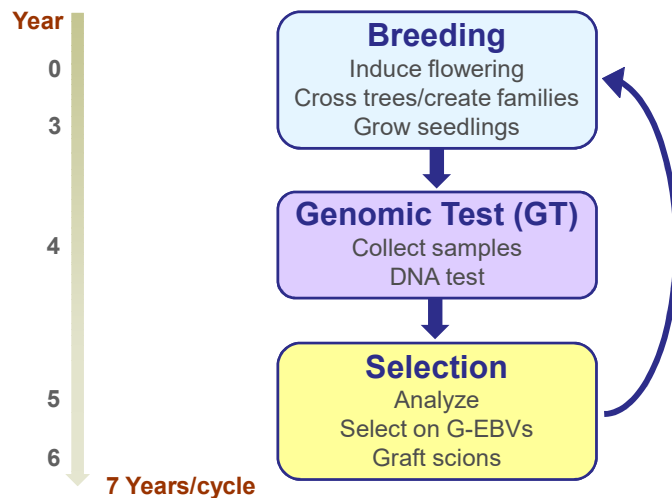 Year
0
3
4
5
6
7 Years/cycle
Breeding
Induce flowering
Cross trees/create families
Grow seedlings
Genomic Test (GT)
Collect samples
DNA test
Selection
Analyze
Select on G-EBVs
Graft scions